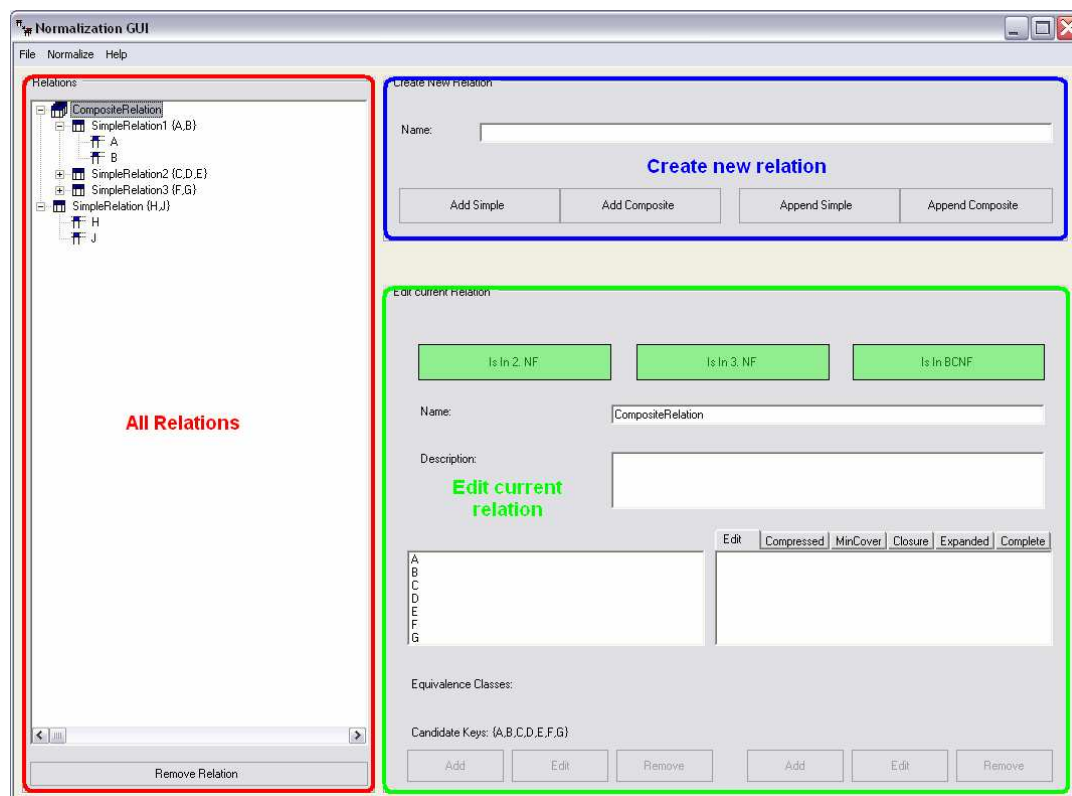 Normalization GUI
File Normalize Help
Relations
CompositeRelation
SimpleRelation1 {A,B}
A
B
SimpleRelation2 {C,D,E}
SimpleRelation3 {F,G}
SimpleRelation {H,J}
H
J
All Relations
Remove Relation
Create New Relation
Name:
Create new relation
Add Simple Add Composite Append Simple Append Composite
Edit current Relation
Is In 2. NF Is In 3. NF Is In BCNF
Name: CompositeRelation
Description:
Edit current
relation
Edit Compressed MinCover Closure Expanded Complete
A
B
C
D
E
F
G
Equivalence Classes:
Candidate Keys: {A,B,C,D,E,F,G}
Add Edit Remove Add Edit Remove